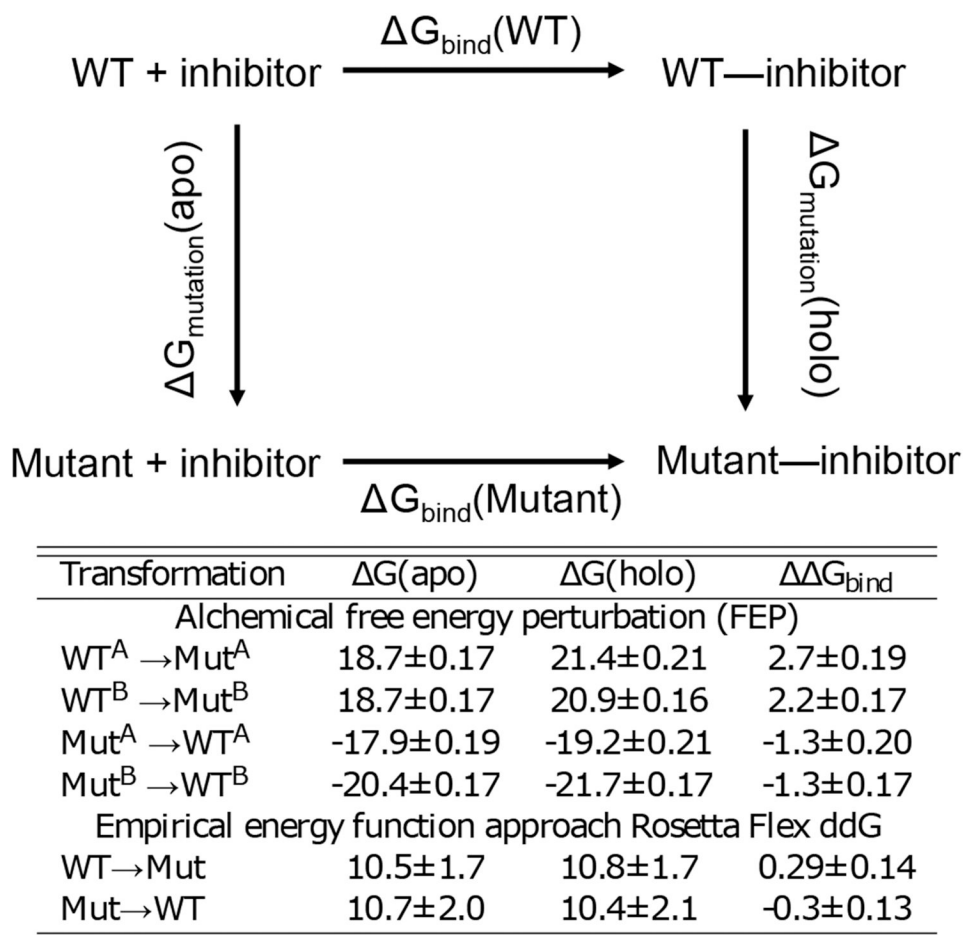 ΔGbind(WT)
WT + inhibitor
WT—inhibitor
ΔGmutation(apo)
ΔGmutation(holo)
Mutant + inhibitor
Mutant—inhibitor
ΔGbind(Mutant)
Transformation ΔG(apo) ΔG(holo) ΔΔGbind
Alchemical free energy perturbation (FEP)
WTA →MutA 18.7±0.17 21.4±0.21 2.7±0.19
WTB →MutB 18.7±0.17 20.9±0.16 2.2±0.17
MutA →WTA -17.9±0.19 -19.2±0.21 -1.3±0.20
MutB →WTB -20.4±0.17 -21.7±0.17 -1.3±0.17
Empirical energy function approach Rosetta Flex ddG
WT→Mut 10.5±1.7 10.8±1.7 0.29±0.14
Mut→WT 10.7±2.0 10.4±2.1 -0.3±0.13